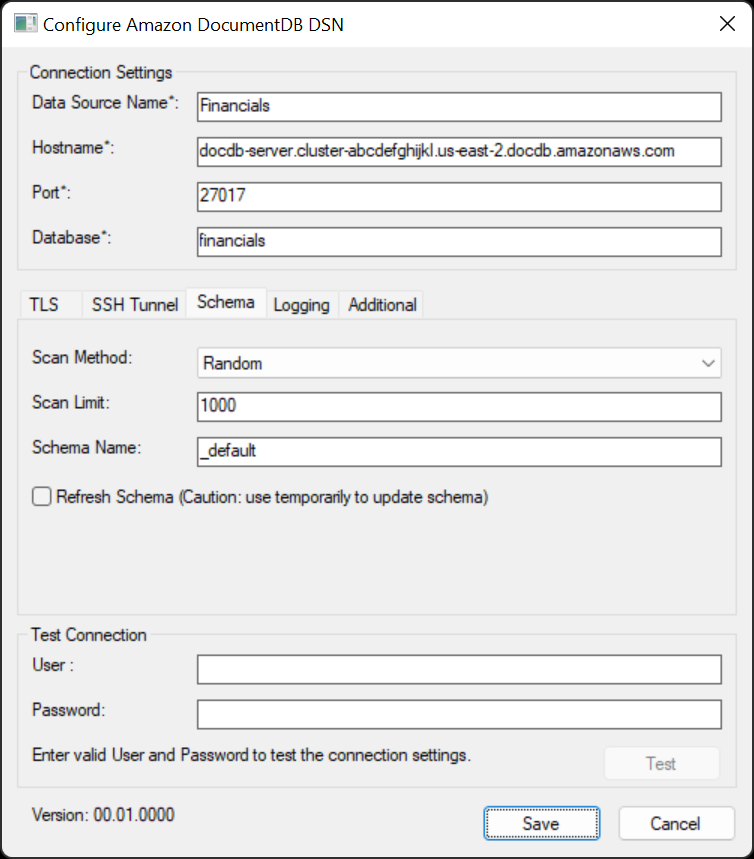 Configure Amazon DocumentDB DSN
Connection Settings
Data Source Name*: Financials
Hostname*: docdb-server.cluster-abcdefghijkl.us-east-2.docdb.amazonaws.com
Port*: 27017
Database*: financials
TLS SSH Tunnel Schema Logging Additional
Scan Method: Random
Scan Limit: 1000
Schema Name: _default
Refresh Schema (Caution: use temporarily to update schema)
Test Connection
User :
Password:
Enter valid User and Password to test the connection settings.
Test
Version: 00.01.0000
Save Cancel